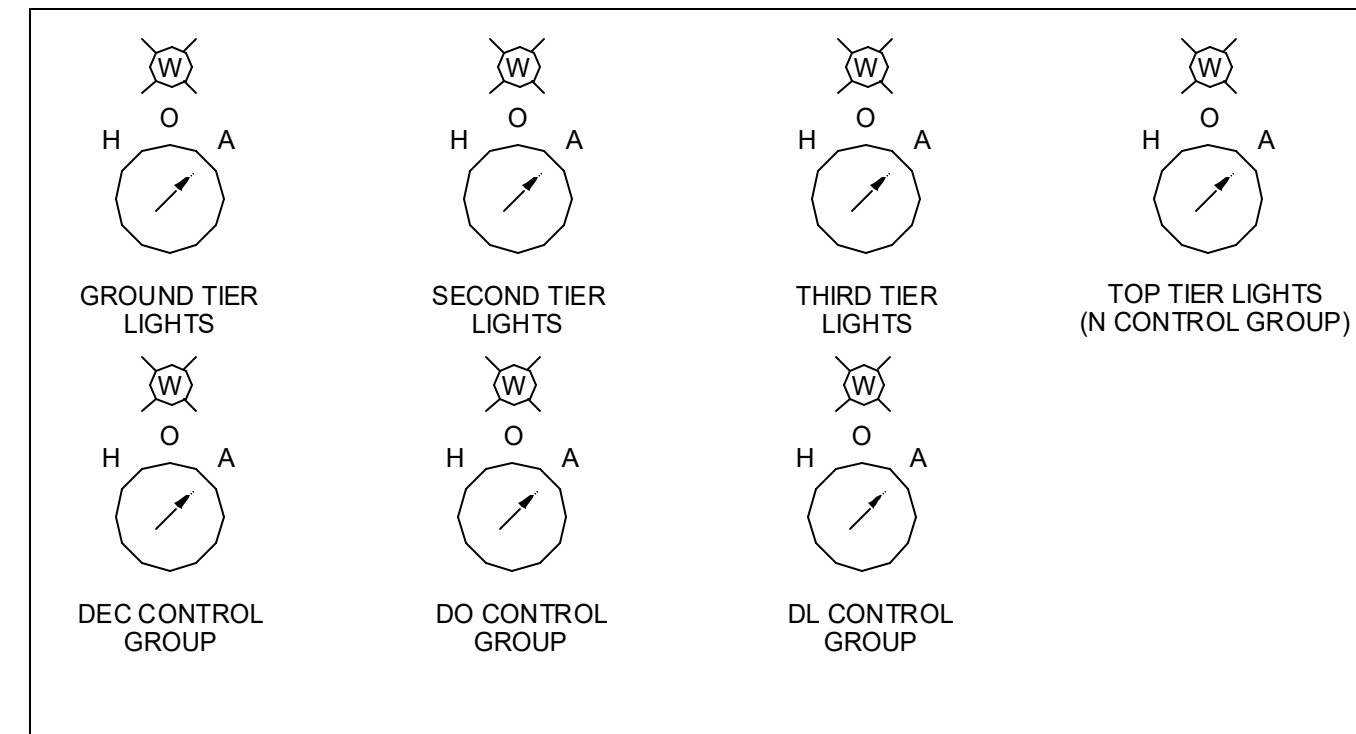 W W W W
O O O O
H A H A H A H A
GROUND TIER SECOND TIER THIRD TIER TOP TIER LIGHTS
LIGHTS LIGHTS LIGHTS (N CONTROL GROUP)
W W W
O O O
H A H A H A
DEC CONTROL DO CONTROL DL CONTROL
GROUP GROUP GROUP